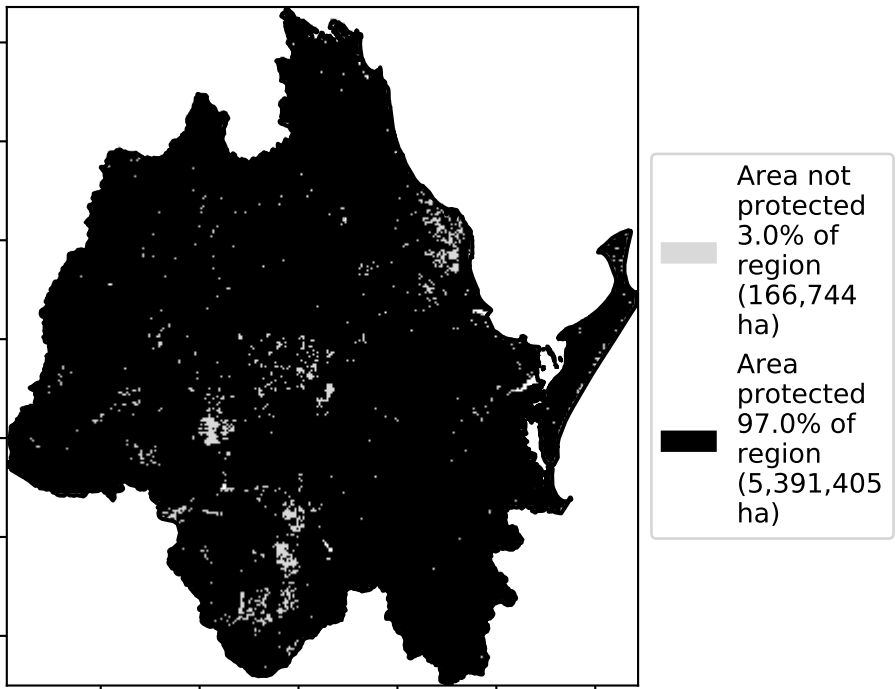 Area not
protected
3.0% of
region
(166,744
ha)
Area
protected
97.0% of
region
(5,391,405
ha)